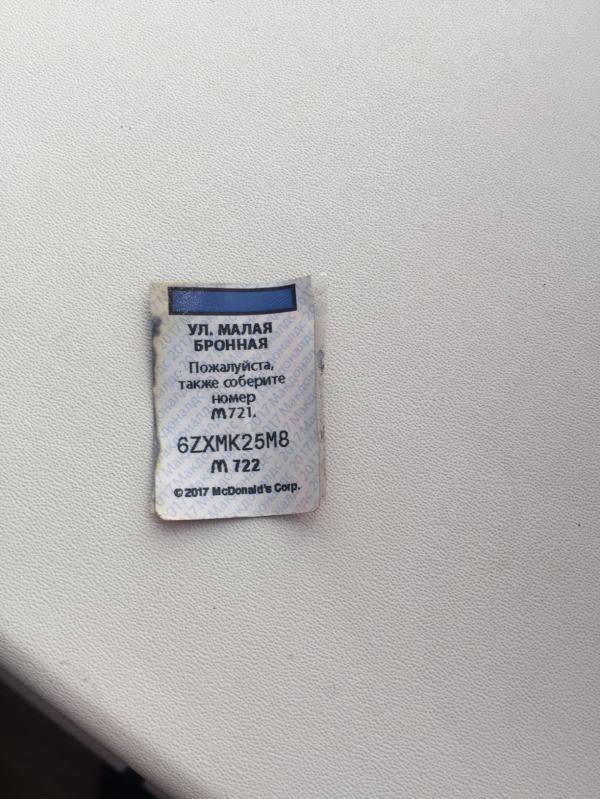 УЛ. МАЛАЯ
БРОННАЯ
Пожалуйста,
также соберите
номер
M721.
6ZXMK25M8
M 722
© 2017 McDonald's Corp.